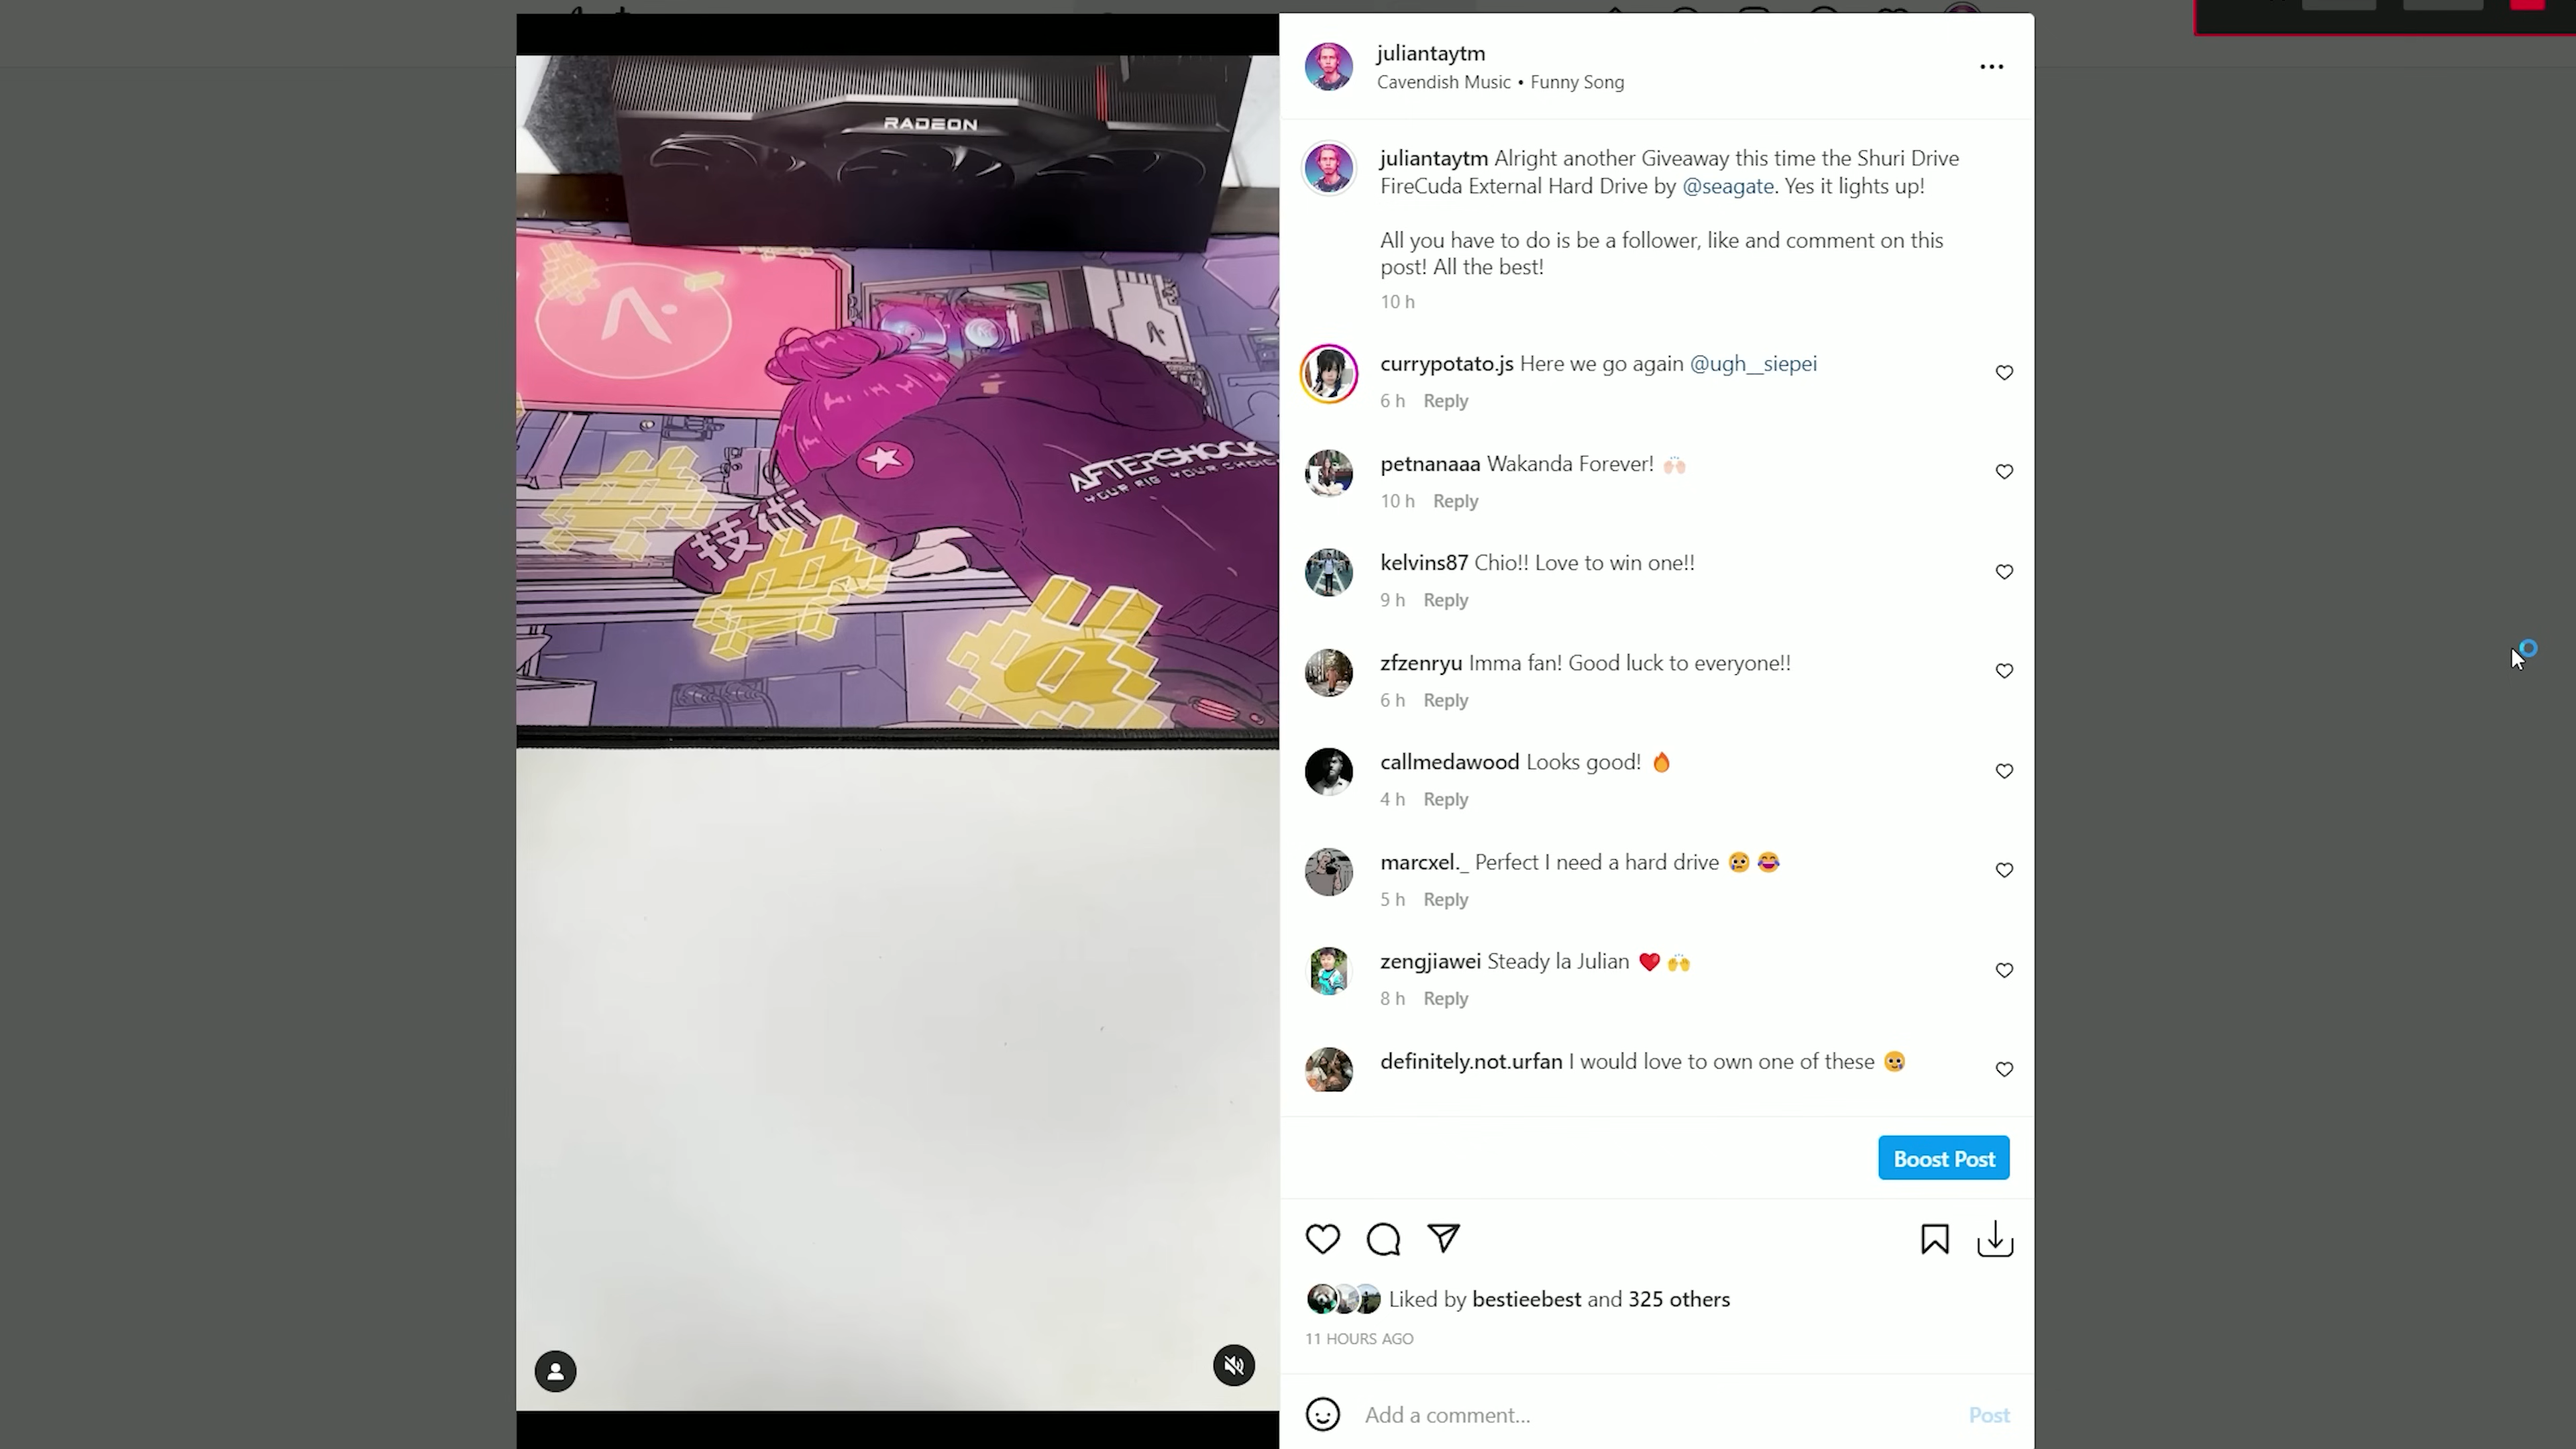 RADEON
AFTERSHOCK
YOUR RIG YOUR CHOICE
技術
juliantaytm
Cavendish Music • Funny Song
juliantaytm Alright another Giveaway this time the Shuri Drive
FireCuda External Hard Drive by @seagate. Yes it lights up!
All you have to do is be a follower, like and comment on this
post! All the best!
10 h
currypotato.js Here we go again @ugh__siepei
6 h Reply
petnanaaa Wakanda Forever! 🙌🏻
10 h Reply
kelvins87 Chio!! Love to win one!!
9 h Reply
zfzenryu Imma fan! Good luck to everyone!!
6 h Reply
callmedawood Looks good! 🔥
4 h Reply
marcxel._ Perfect I need a hard drive 😢 😂
5 h Reply
zengjiawei Steady la Julian ❤️ 🙌
8 h Reply
definitely.not.urfan I would love to own one of these 🥲
Boost Post
Liked by bestieebest and 325 others
11 HOURS AGO
Add a comment...
Post